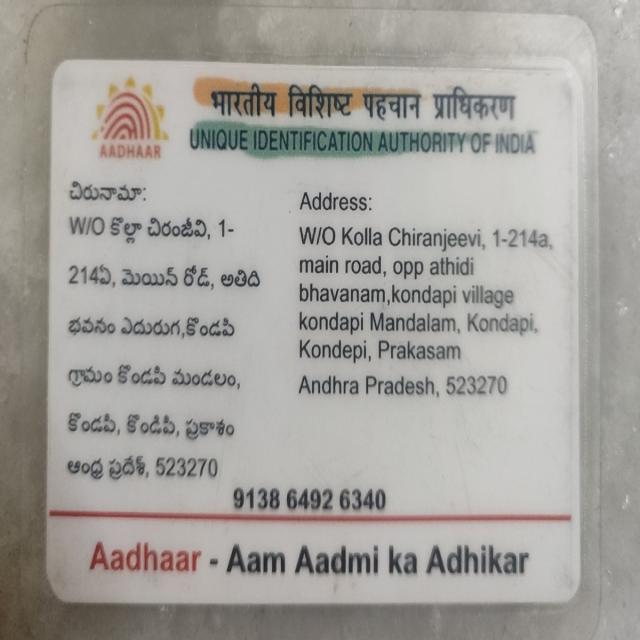 भारतीय विशिष्ट पहचान प्राधिकरण
UNIQUE IDENTIFICATION AUTHORITY OF INDIA
AADHAAR
చిరునామా:
W/O కొల్లా చిరంజీవి, 1-
214ఏ, మెయిన్ రోడ్, అతిది
భవనం ఎదురుగ,కొండపి
గ్రామం కొండపి మండలం,
కొండపి, కొండిపి, ప్రకాశం
ఆంధ్ర ప్రదేశ్, 523270
Address:
W/O Kolla Chiranjeevi, 1-214a,
main road, opp athidi
bhavanam,kondapi village
kondapi Mandalam, Kondapi,
Kondepi, Prakasam
Andhra Pradesh, 523270
9138 6492 6340
Aadhaar - Aam Aadmi ka Adhikar